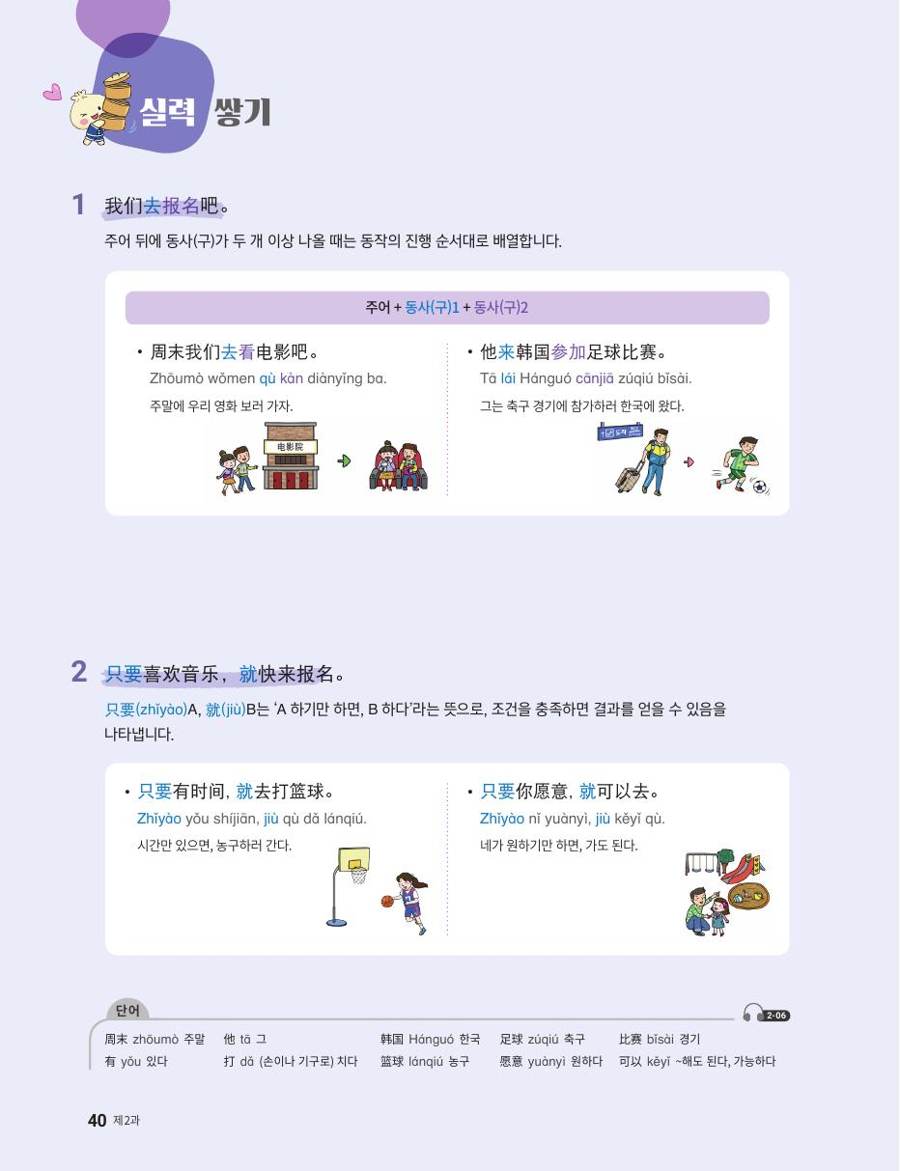 실력 쌓기
1 我们去报名吧。
주어 뒤에 동사(구)가 두 개 이상 나올 때는 동작의 진행 순서대로 배열합니다.
주어 + 동사(구)1 + 동사(구)2
• 周末我们去看电影吧。
Zhōumò wǒmen qù kàn diànyǐng ba.
주말에 우리 영화 보러 가자.
电影院
• 他来韩国参加足球比赛。
Tā lái Hánguó cānjiā zúqiú bǐsài.
그는 축구 경기에 참가하러 한국에 왔다.
2 只要喜欢音乐，就快来报名。
只要(zhǐyào)A, 就(jiù)B는 ‘A 하기만 하면, B 하다’라는 뜻으로, 조건을 충족하면 결과를 얻을 수 있음을
나타냅니다.
• 只要有时间, 就去打篮球。
Zhǐyào yǒu shíjiān, jiù qù dǎ lánqiú.
시간만 있으면, 농구하러 간다.
• 只要你愿意, 就可以去。
Zhǐyào nǐ yuànyì, jiù kěyǐ qù.
네가 원하기만 하면, 가도 된다.
단어
2-06
周末 zhōumò 주말 他 tā 그 韩国 Hánguó 한국 足球 zúqiú 축구 比赛 bǐsài 경기
有 yǒu 있다 打 dǎ (손이나 기구로) 치다 篮球 lánqiú 농구 愿意 yuànyì 원하다 可以 kěyǐ ~해도 된다, 가능하다
40 제2과